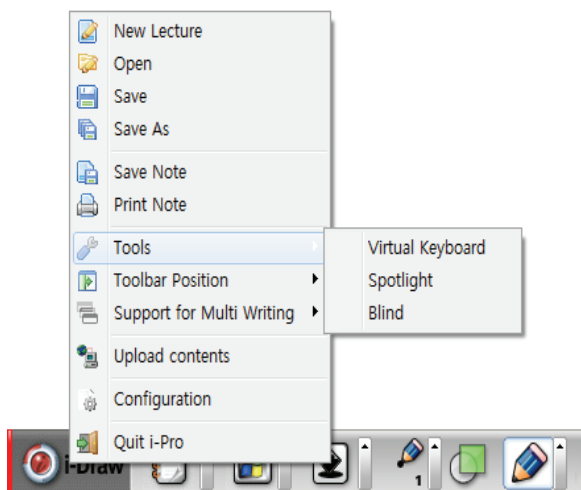 New Lecture
Open
Save
Save As
Save Note
Print Note
Tools
Virtual Keyboard
Toolbar Position
Spotlight
Support for Multi Writing
Blind
Upload contents
Configuration
Quit i-Pro
i-Draw
1